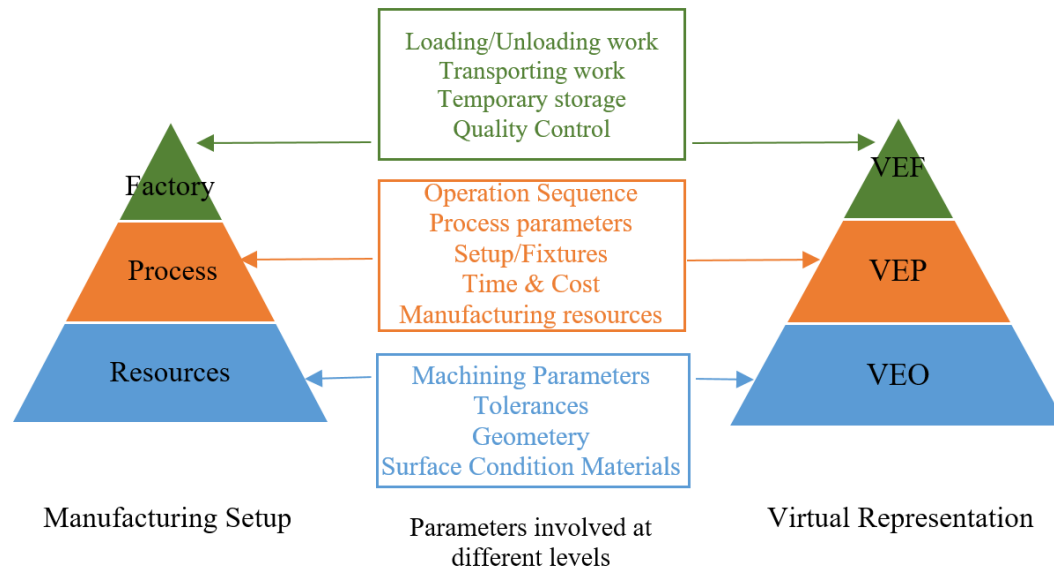 Loading/Unloading work
Transporting work
Temporary storage
Quality Control
Factory
VEF
Operation Sequence
Process parameters
Setup/Fixtures
Time & Cost
Manufacturing resources
Process
VEP
Machining Parameters
Tolerances
Geometery
Surface Condition Materials
Resources
VEO
Manufacturing Setup
Parameters involved at
different levels
Virtual Representation